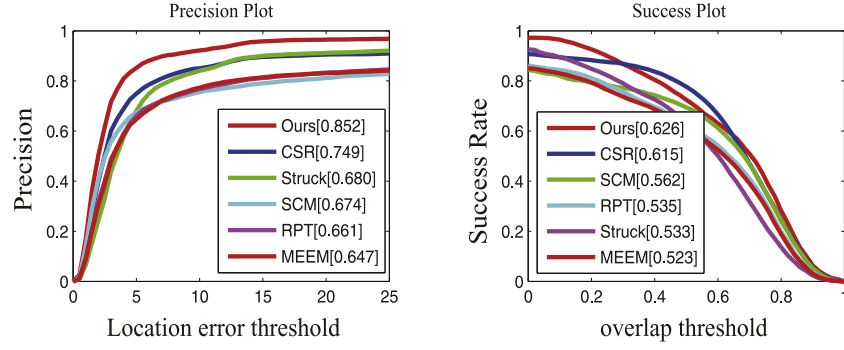 Precision Plot
1
0.8
0.6
0.4
0.2
0
0 5 10 15 20 25
Precision
Location error threshold
Ours[0.852]
CSR[0.749]
Struck[0.680]
SCM[0.674]
RPT[0.661]
MEEM[0.647]
Success Plot
1
0.8
0.6
0.4
0.2
0
0 0.2 0.4 0.6 0.8
Success Rate
overlap threshold
Ours[0.626]
CSR[0.615]
SCM[0.562]
RPT[0.535]
Struck[0.533]
MEEM[0.523]